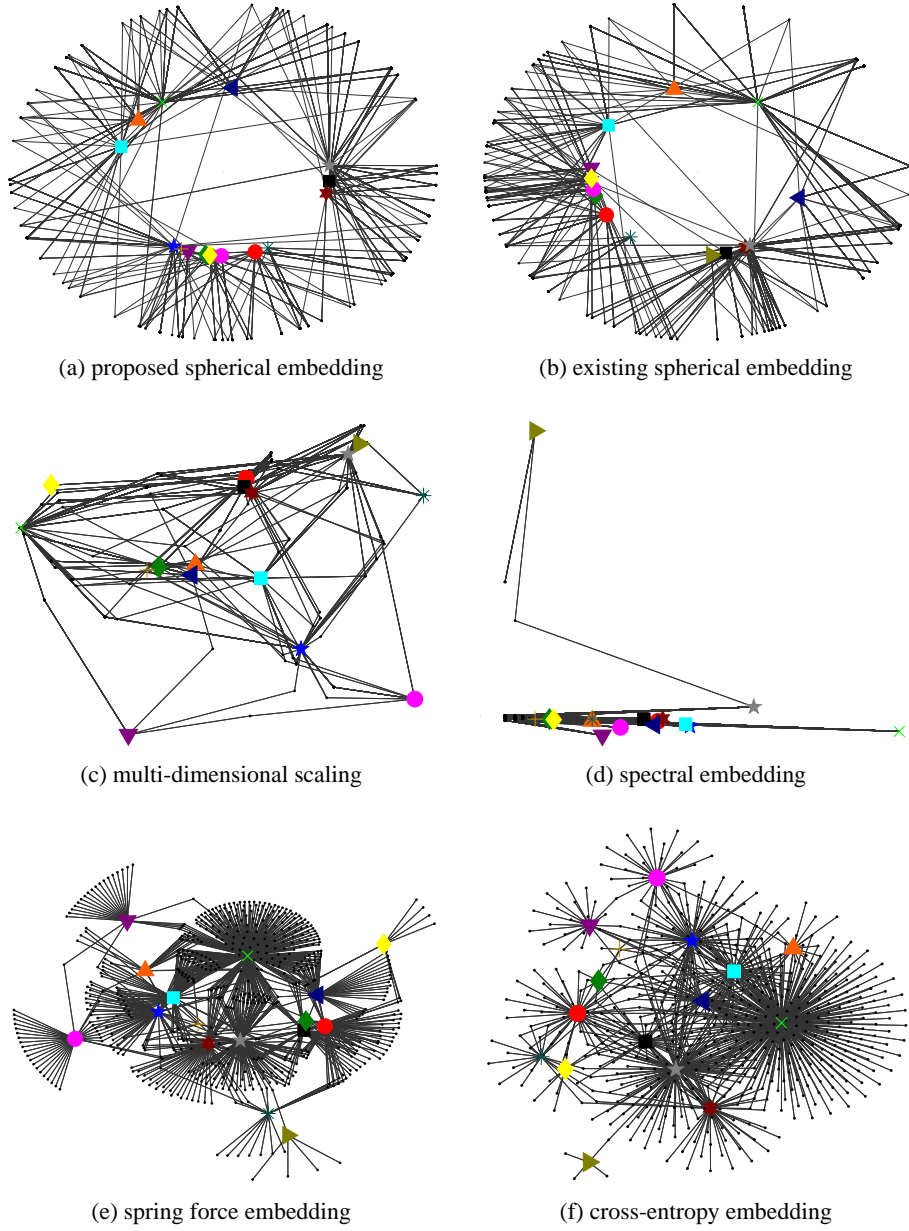 (a) proposed spherical embedding
(b) existing spherical embedding
(c) multi-dimensional scaling
(d) spectral embedding
(e) spring force embedding
(f) cross-entropy embedding